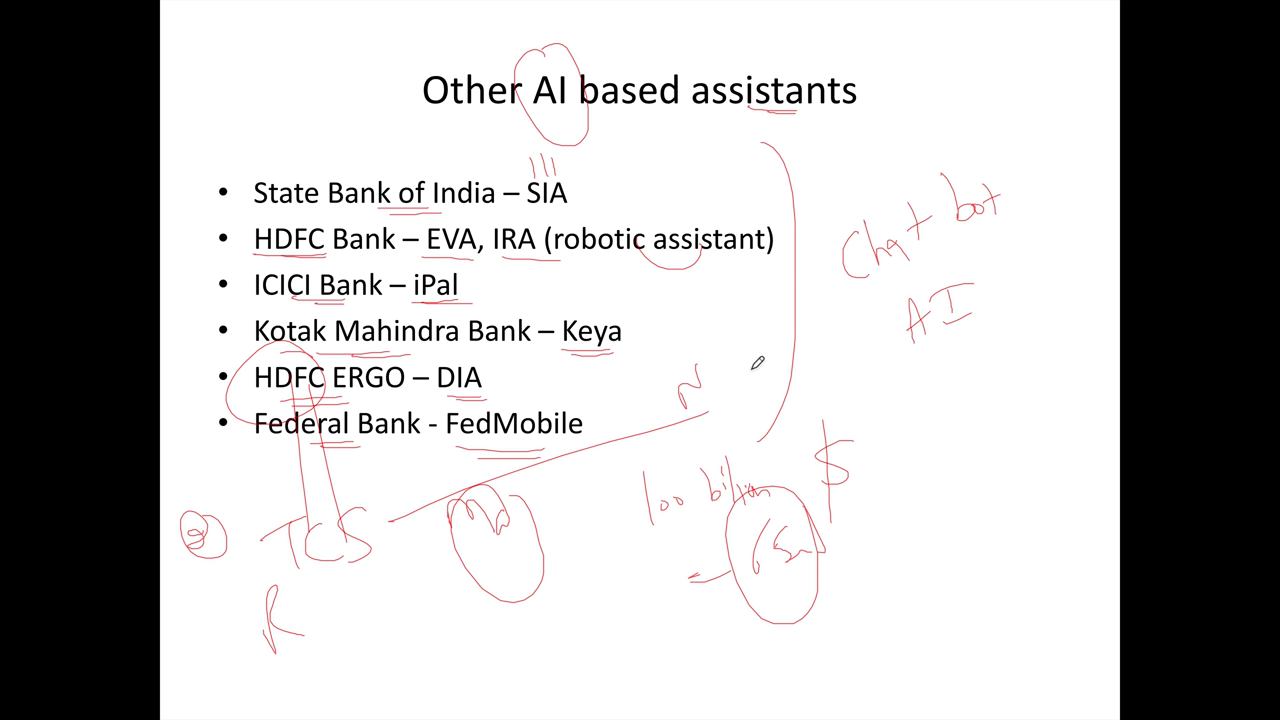 Other AI based assistants
• State Bank of India – SIA
• HDFC Bank – EVA, IRA (robotic assistant)
• ICICI Bank – iPal
• Kotak Mahindra Bank – Keya
• HDFC ERGO – DIA
• Federal Bank - FedMobile
Chat bot
AI
N
$
100 billion
2 TCS
R